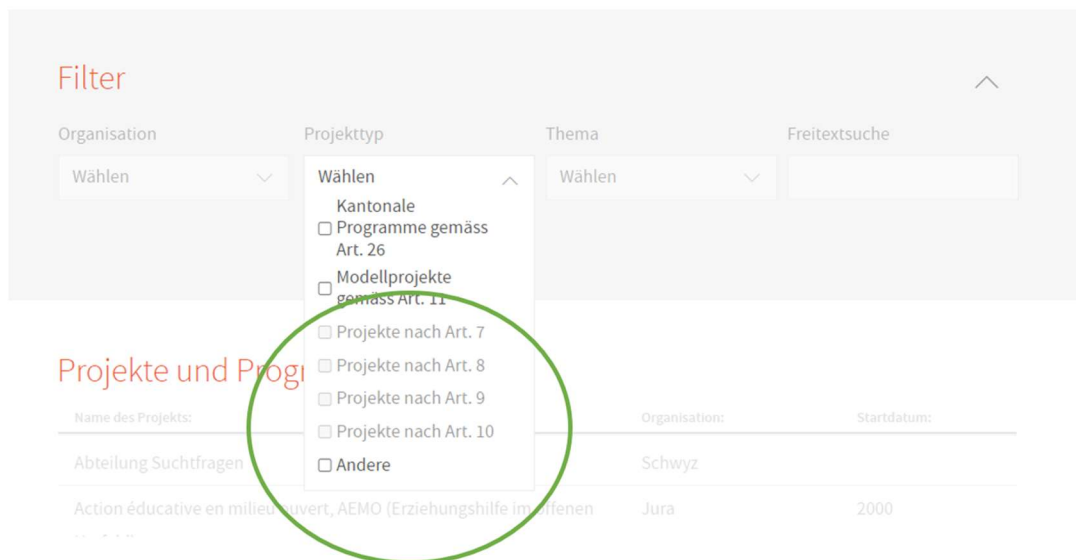 Filter
Organisation Projekttyp Thema Freitextsuche
Wählen Wählen Wählen
Kantonale
Programme gemäss
Art. 26
Modellprojekte
gemäss Art. 11
Projekte nach Art. 7
Projekte nach Art. 8
Projekte nach Art. 9
Projekte nach Art. 10
Andere
Projekte und Progr
Name des Projekts: Organisation: Startdatum:
Abteilung Suchtfragen Schwyz
Action éducative en milieu ouvert, AEMO (Erziehungshilfe im offenen Jura 2000